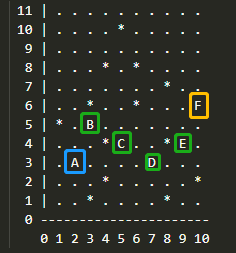 11 | . . . . . . . . . .
10 | . . . . * . . . . .
9 | . . . . . . . . . .
8 | . . . * . * . . . .
7 | . . . . . . . * . .
6 | . . * . . * . . . F
5 | * . B . . . . . . .
4 | . . . * C . . * E .
3 | . A . . . . D . . .
2 | . . . * . . . . . *
1 | . . * . . . . * . .
0 ----------------------
0 1 2 3 4 5 6 7 8 9 10